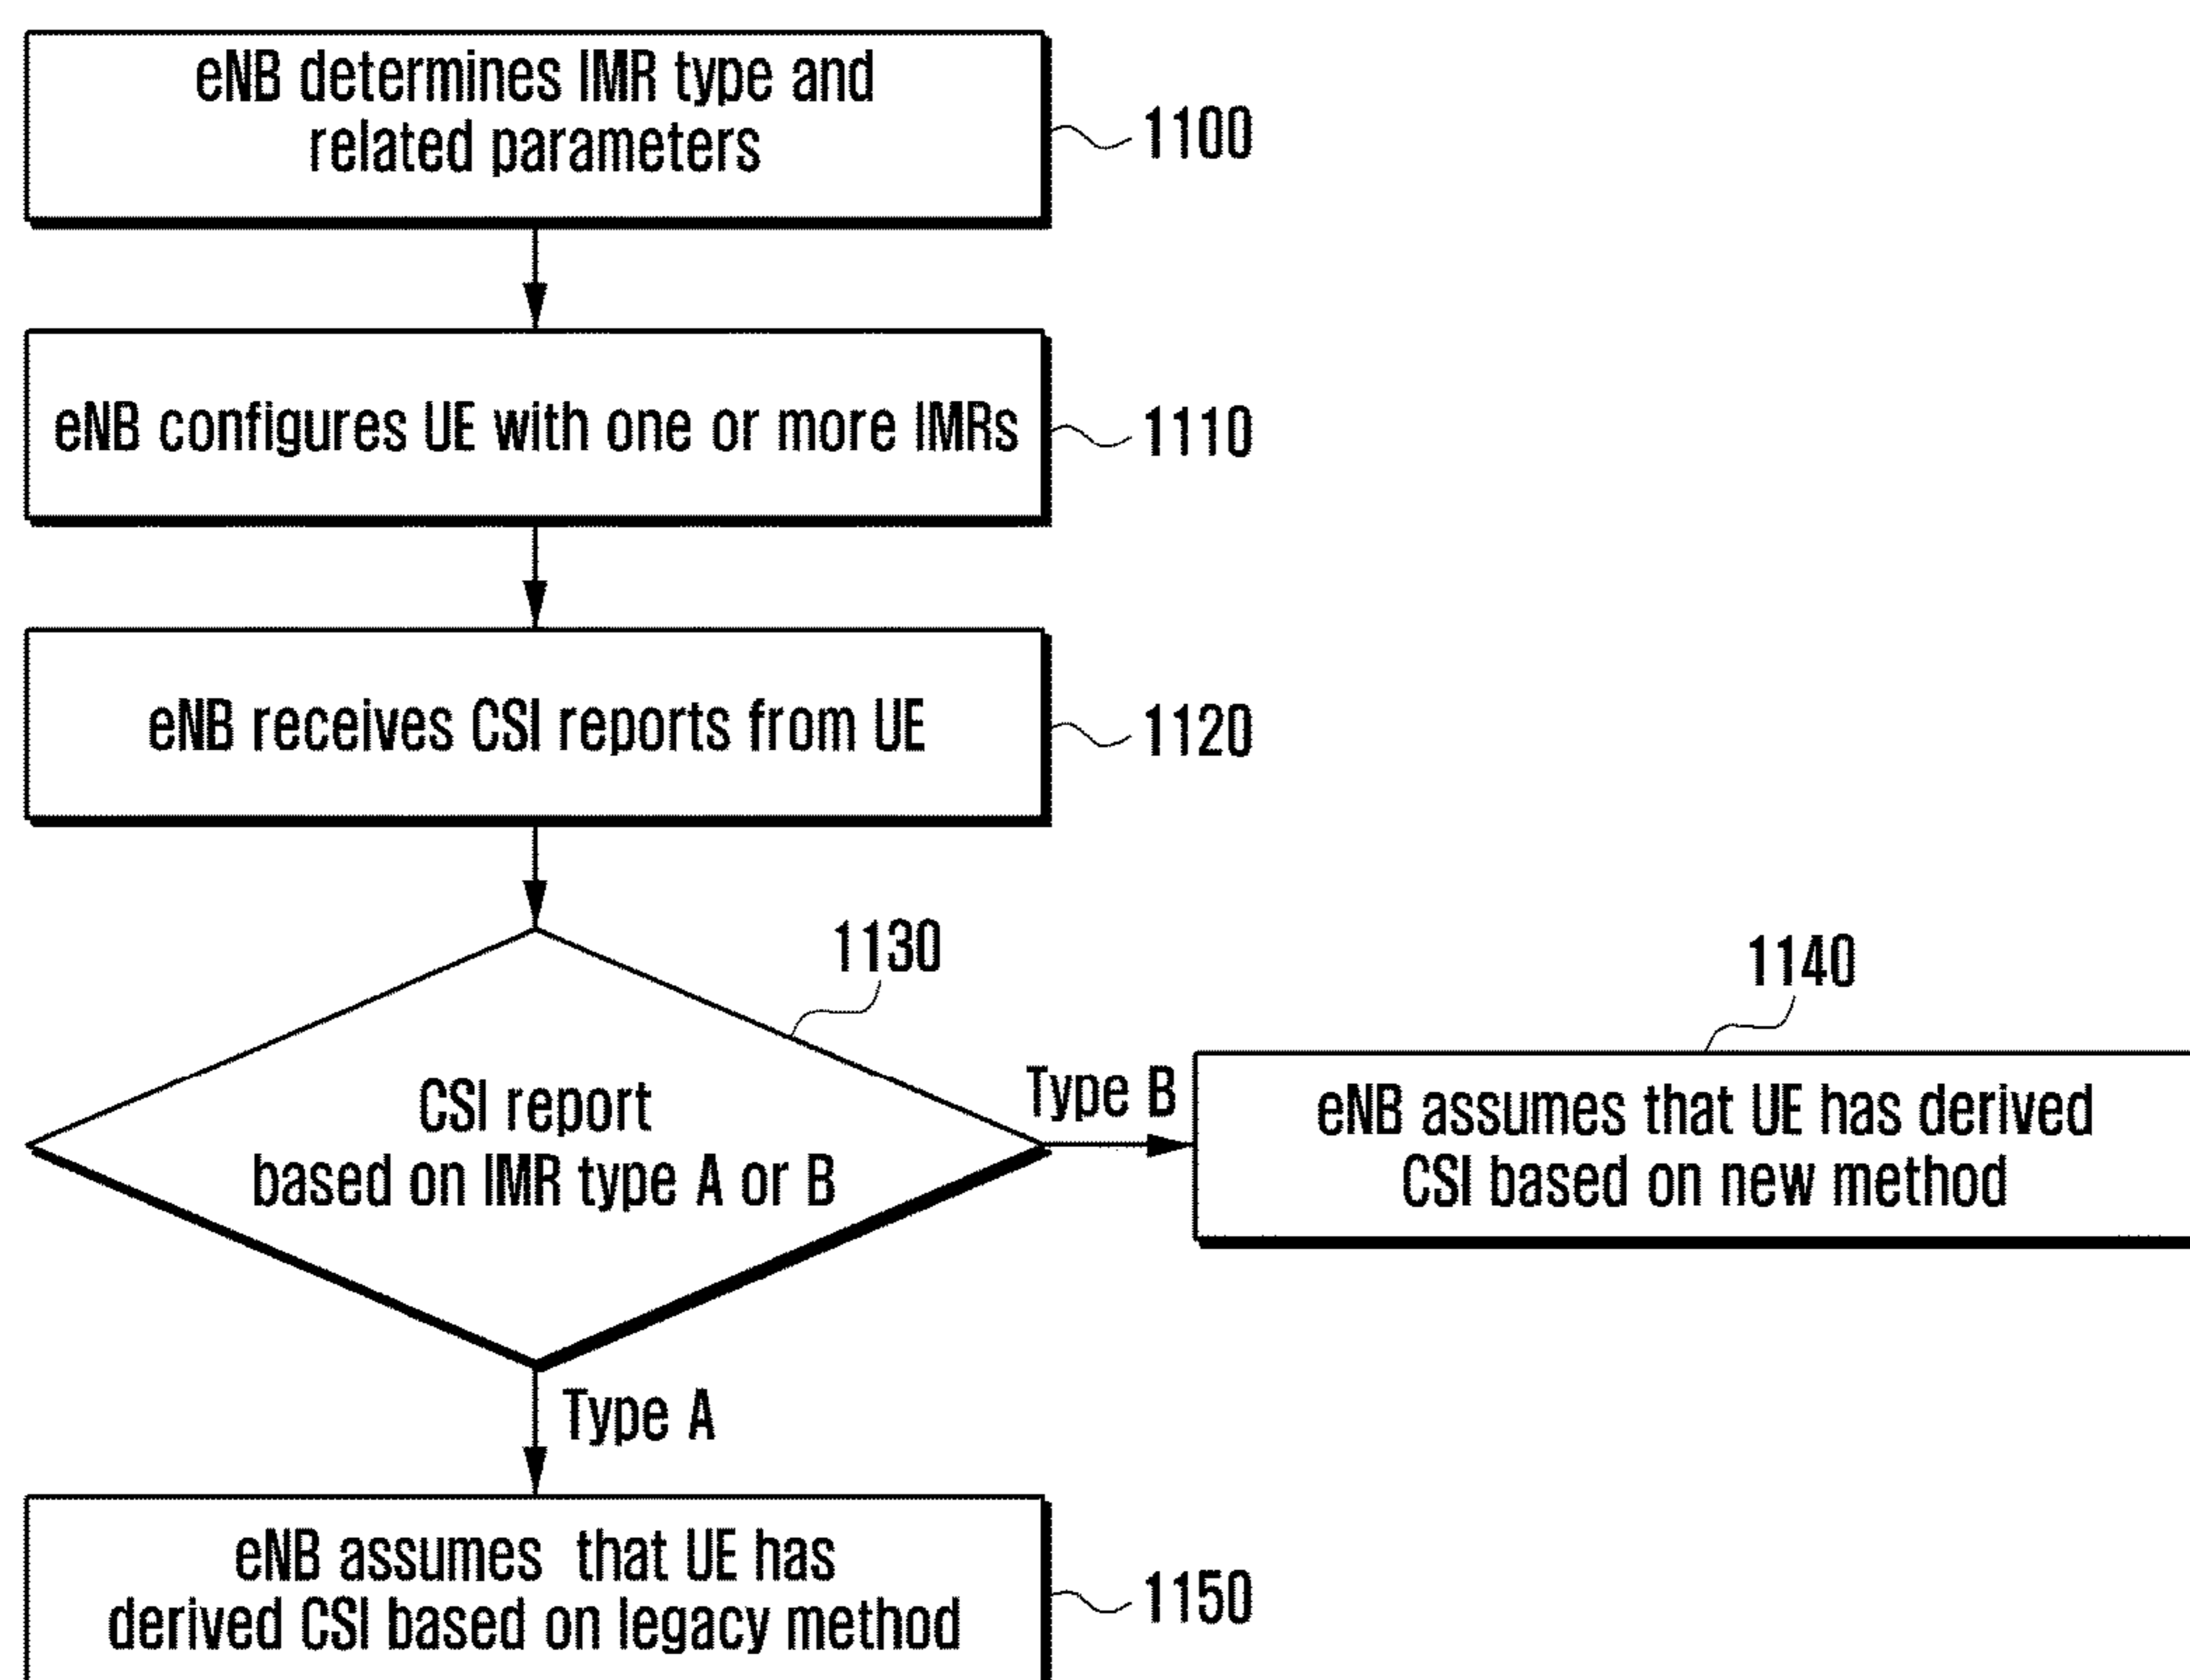 eNB determines IMR type and
related parameters
1100
eNB configures UE with one or more IMRs
1110
eNB receives CSI reports from UE
1120
1130
CSI report
based on IMR type A or B
Type B
1140
eNB assumes that UE has derived
CSI based on new method
Type A
eNB assumes that UE has
derived CSI based on legacy method
1150